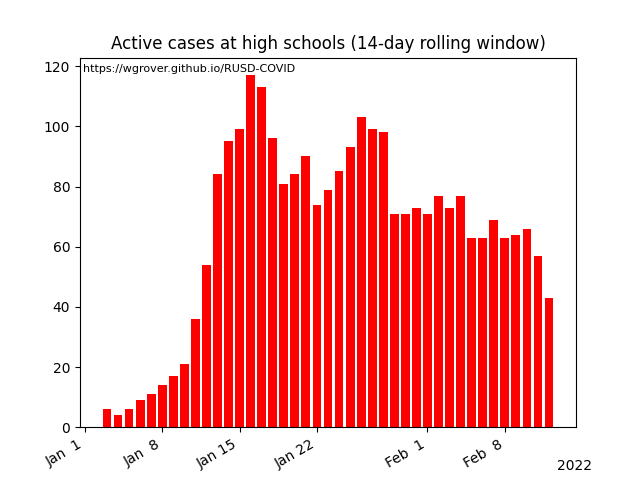 Active cases at high schools (14-day rolling window)
https://wgrover.github.io/RUSD-COVID
120
100
80
60
40
20
0
Jan 1
Jan 8
Jan 15
Jan 22
Feb 1
Feb 8
2022